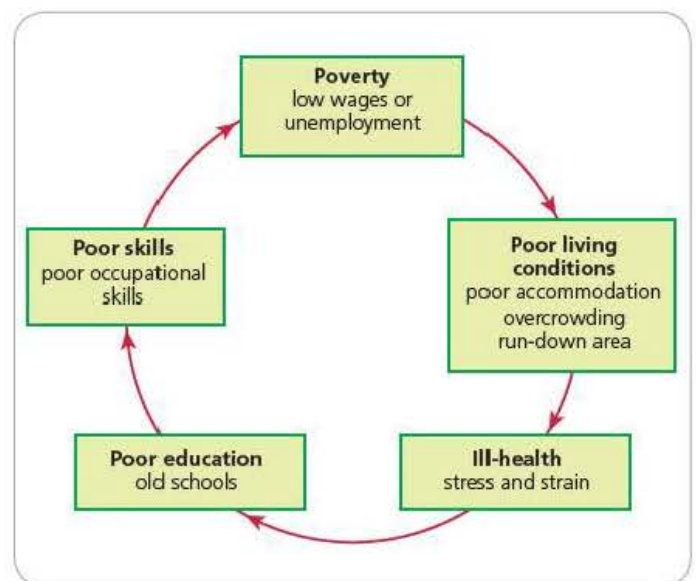 Poverty
low wages or
unemployment
Poor living
conditions
poor accommodation
overcrowding
run-down area
Ill-health
stress and strain
Poor education
old schools
Poor skills
poor occupational
skills